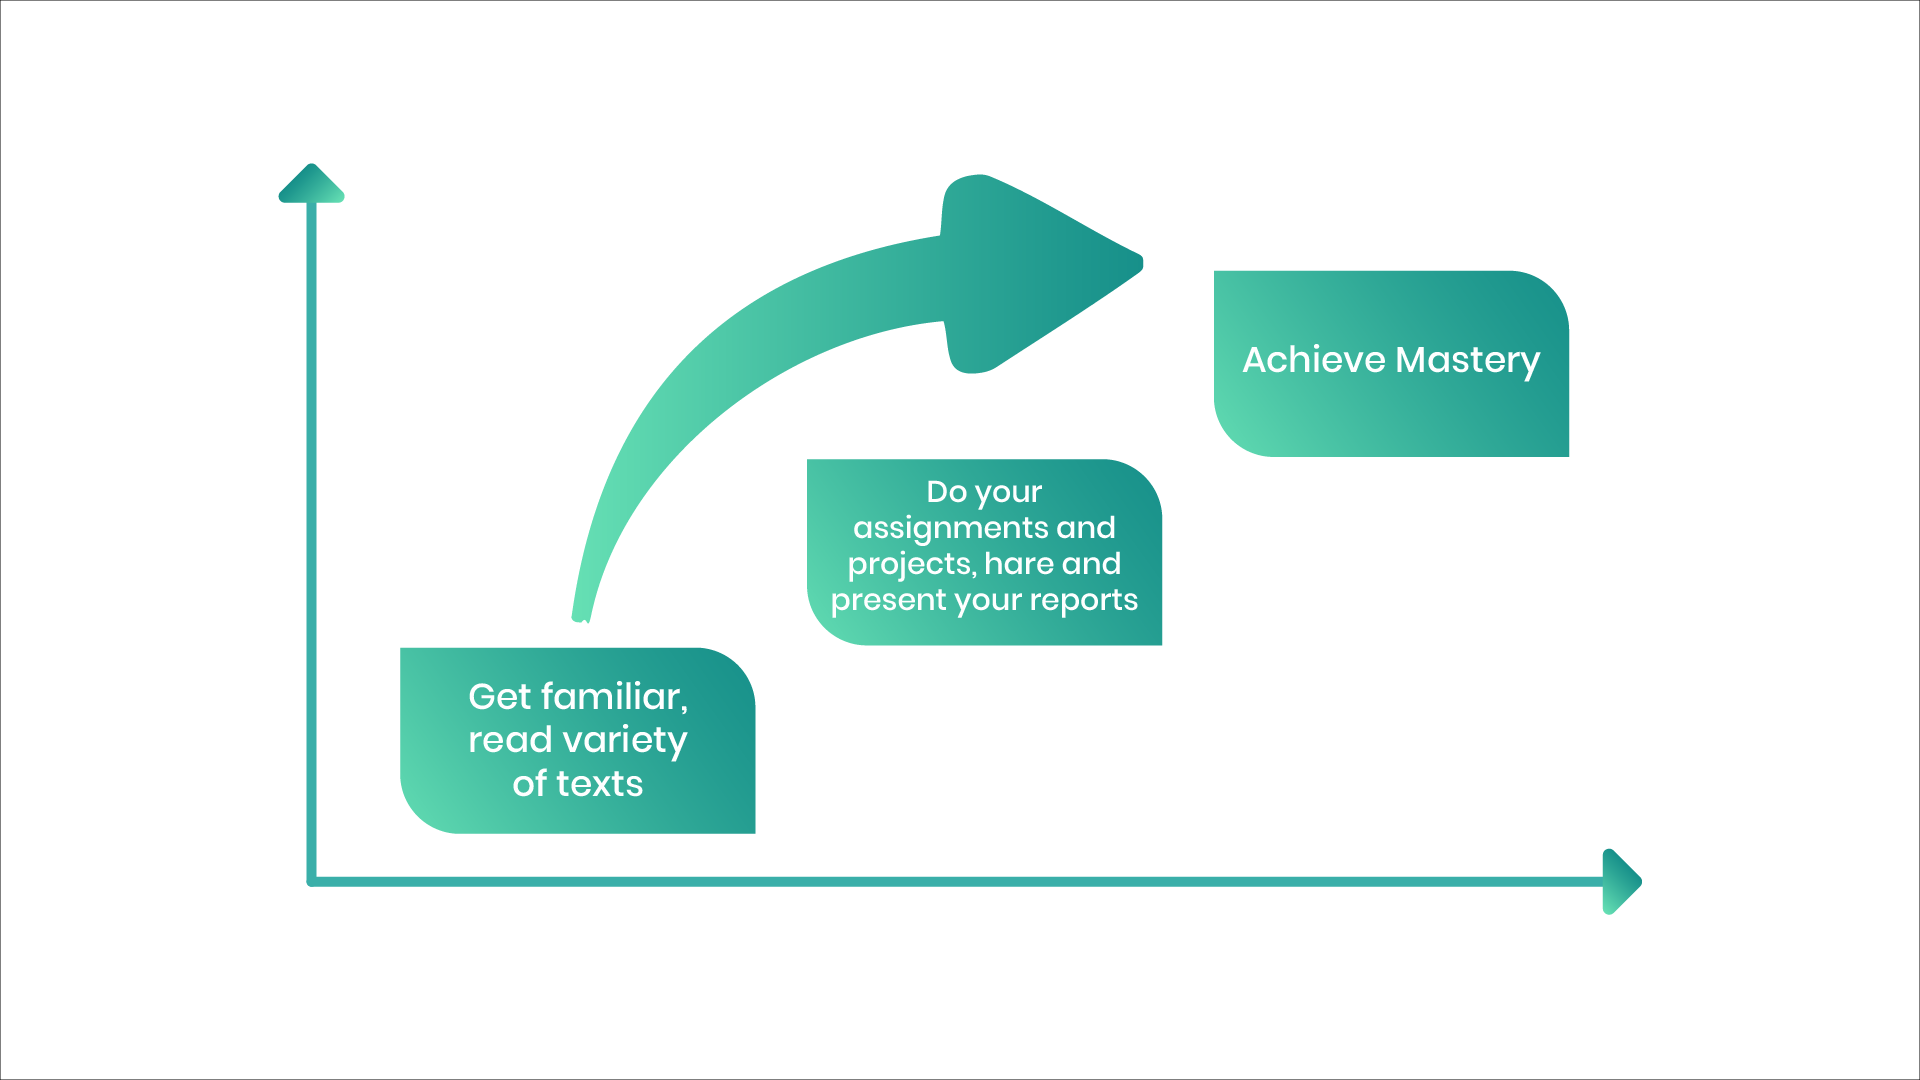 Achieve Mastery
Do your
assignments and
projects, hare and
present your reports
Get familiar,
read variety
of texts